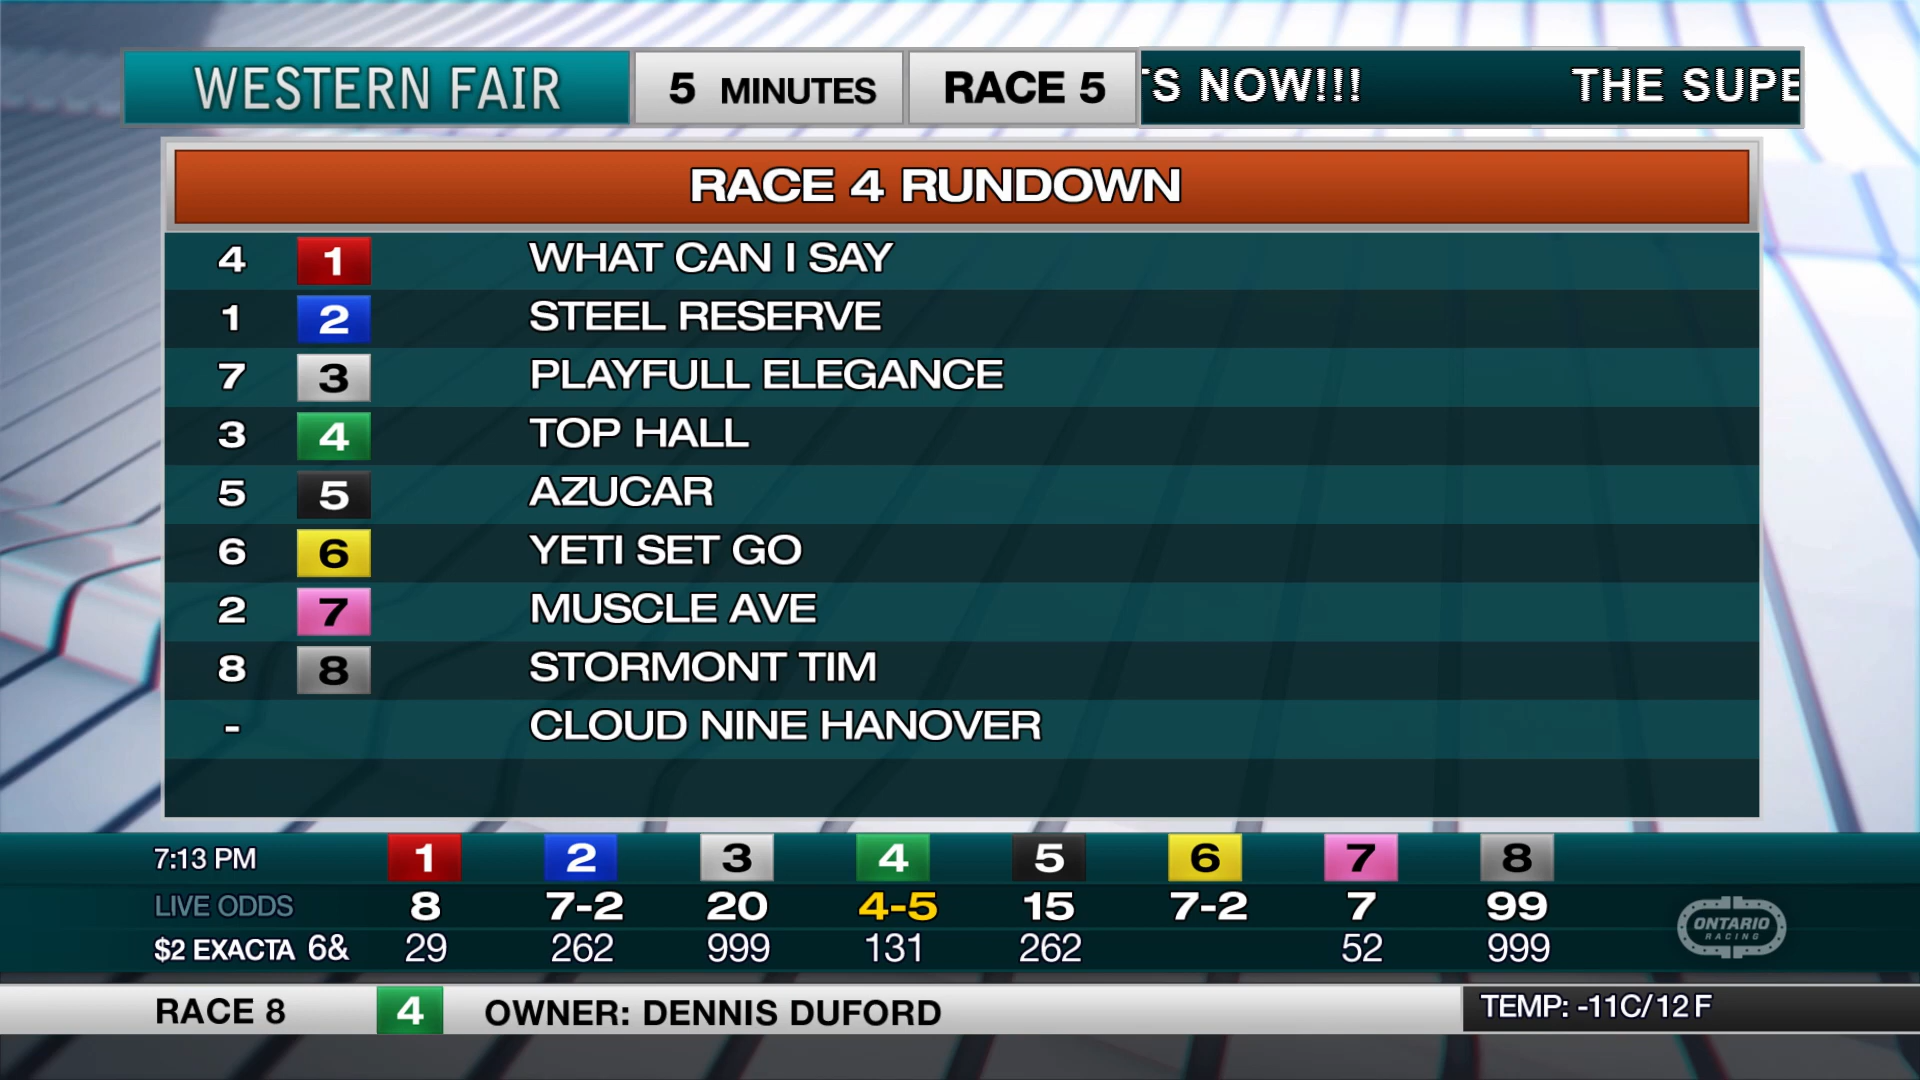 WESTERN FAIR 5 MINUTES RACE 5 S NOW!!! THE SUPE
RACE 4 RUNDOWN
4 1 WHAT CAN I SAY
1 2 STEEL RESERVE
7 3 PLAYFULL ELEGANCE
3 4 TOP HALL
5 5 AZUCAR
6 6 YETI SET GO
2 7 MUSCLE AVE
8 8 STORMONT TIM
- CLOUD NINE HANOVER
7:13 PM 1 2 3 4 5 6 7 8
LIVE ODDS 8 7-2 20 4-5 15 7-2 7 99
$2 EXACTA 6& 29 262 999 131 262 52 999
ONTARIO
RACING
RACE 8 4 OWNER: DENNIS DUFORD TEMP: -11C/12 F